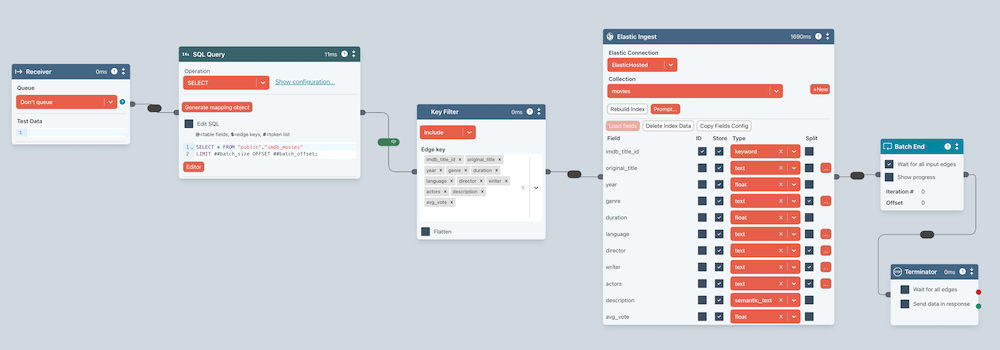 Receiver 0ms
Queue
Don't queue
Test Data
1
SQL Query 11ms
Operation
SELECT
Show configuration...
Generate mapping object
Edit SQL
@=table fields, $=edge keys, #=token list
1 SELECT * FROM "public"."imdb_movies"
LIMIT ##batch_size OFFSET ##batch_offset;
Editor
Key Filter 0ms
Include
Edge key
imdb_title_id × original_title ×
year × genre × duration ×
language × director × writer ×
actors × description ×
avg_vote ×
Flatten
Elastic Ingest 1690ms
Elastic Connection
ElasticHosted
Collection
movies
+New
Rebuild Index Prompt...
Load fields Delete Index Data Copy Fields Config
Field ID Store Type Split
imdb_title_id keyword
original_title text ...
year float
genre text ...
duration float
language text ...
director text ...
writer text ...
actors text ...
description semantic_text
avg_vote float
Batch End
Wait for all input edges
Show progress
Iteration # 0
Offset 0
Terminator 0ms
Wait for all edges
Send data in response